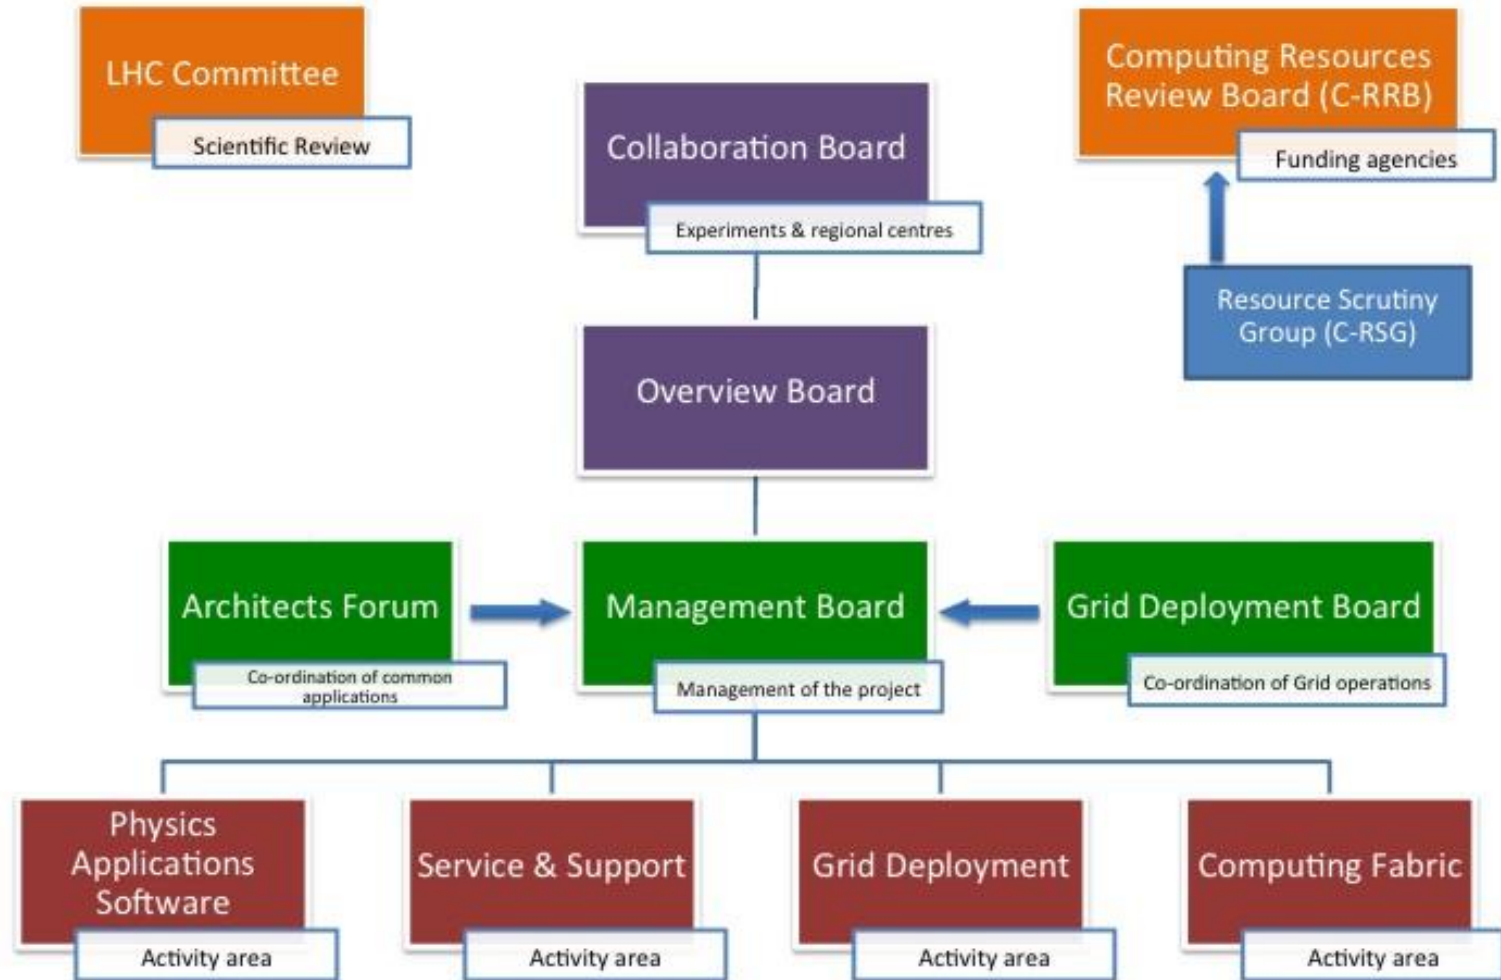 LHC Committee
Scientific Review
Computing Resources
Review Board (C-RRB)
Funding agencies
Collaboration Board
Experiments & regional centres
Resource Scrutiny
Group (C-RSG)
Overview Board
Architects Forum
Co-ordination of common
applications
Management Board
Management of the project
Grid Deployment Board
Co-ordination of Grid operations
Physics
Applications
Software
Activity area
Service & Support
Activity area
Grid Deployment
Activity area
Computing Fabric
Activity area